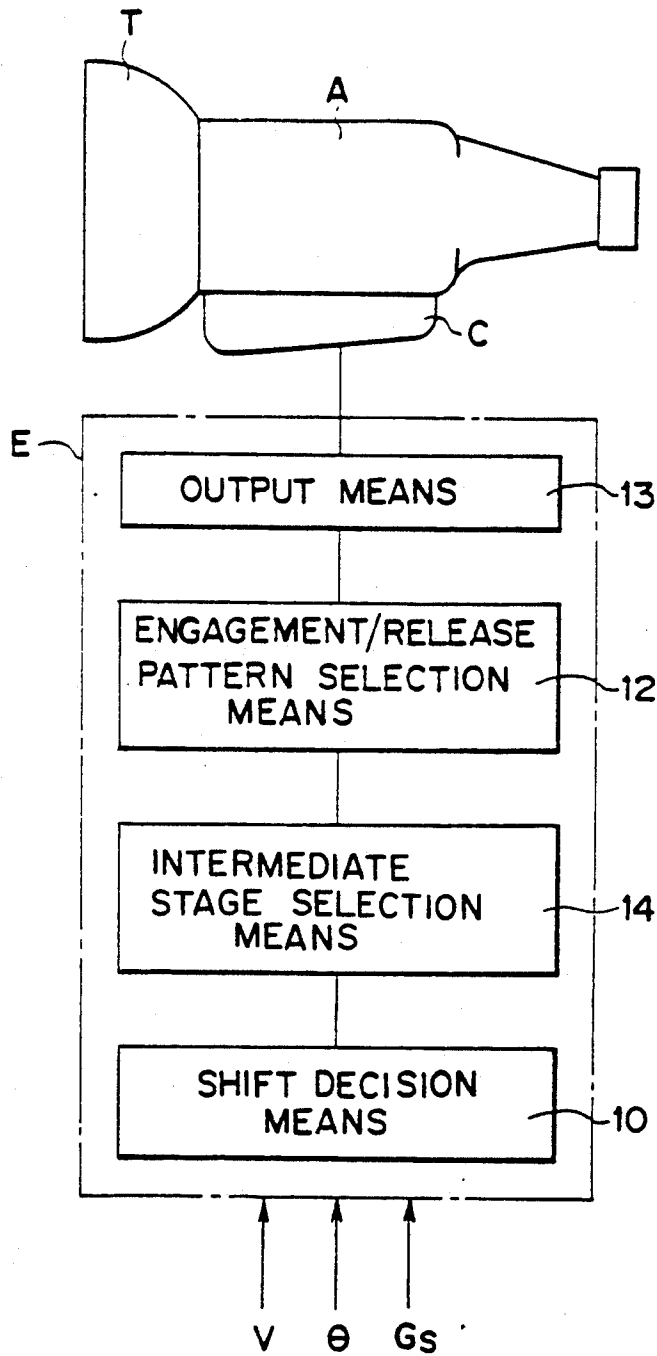 T
A
C
E
OUTPUT MEANS
13
ENGAGEMENT/RELEASE
PATTERN SELECTION
MEANS
12
INTERMEDIATE
STAGE SELECTION
MEANS
14
SHIFT DECISION
MEANS
10
V θ Gs